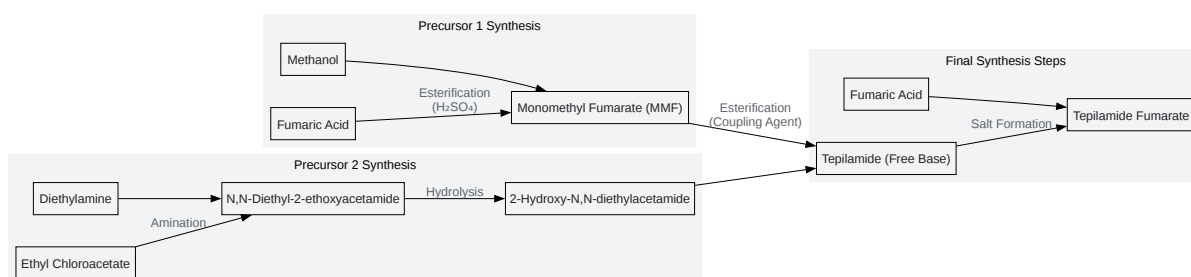 Precursor 1 Synthesis
Methanol
Fumaric Acid
Esterification
(H₂SO₄)
Monomethyl Fumarate (MMF)
Esterification
(Coupling Agent)
Precursor 2 Synthesis
Diethylamine
Ethyl Chloroacetate
Amination
N,N-Diethyl-2-ethoxyacetamide
Hydrolysis
2-Hydroxy-N,N-diethylacetamide
Final Synthesis Steps
Fumaric Acid
Tepilamide (Free Base)
Salt Formation
Tepilamide Fumarate